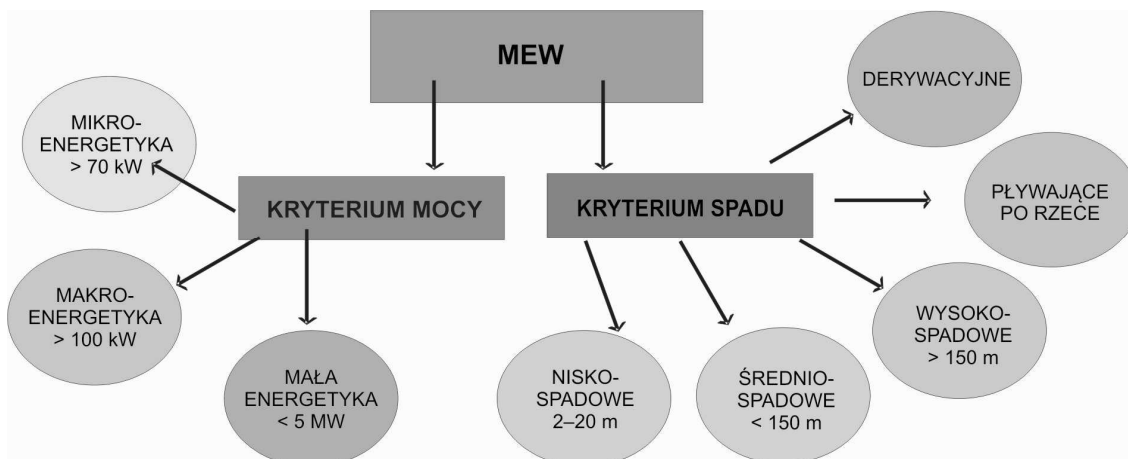 MEW
DERYWACYJNE
MIKRO-
ENERGETYKA
> 70 kW
KRYTERIUM MOCY
KRYTERIUM SPADU
PŁYWAJĄCE
PO RZECE
MAKRO-
ENERGETYKA
> 100 kW
MAŁA
ENERGETYKA
< 5 MW
NISKO-
SPADOWE
2–20 m
ŚREDNIO-
SPADOWE
< 150 m
WYSOKO-
SPADOWE
> 150 m